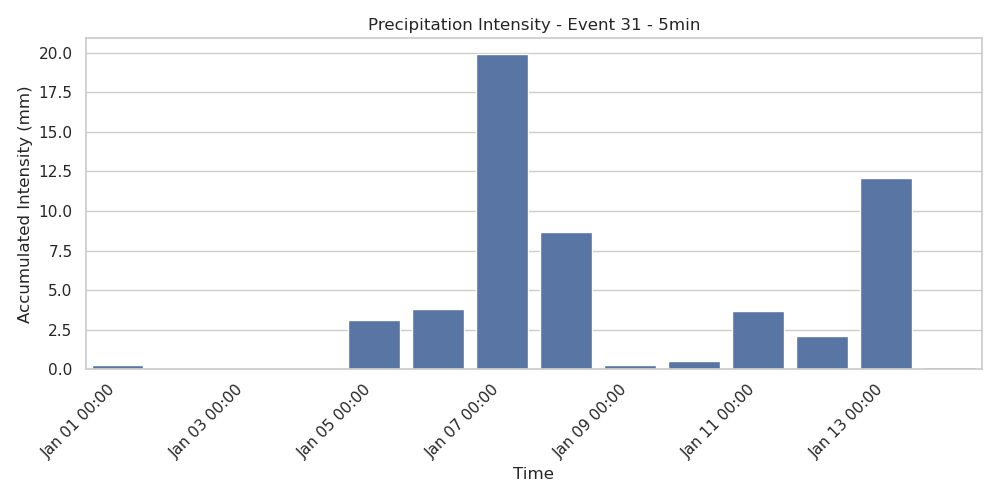 Precipitation Intensity - Event 31 - 5min
Accumulated Intensity (mm)
20.0
17.5
15.0
12.5
10.0
7.5
5.0
2.5
0.0
Jan 01 00:00
Jan 03 00:00
Jan 05 00:00
Jan 07 00:00
Jan 09 00:00
Jan 11 00:00
Jan 13 00:00
Time